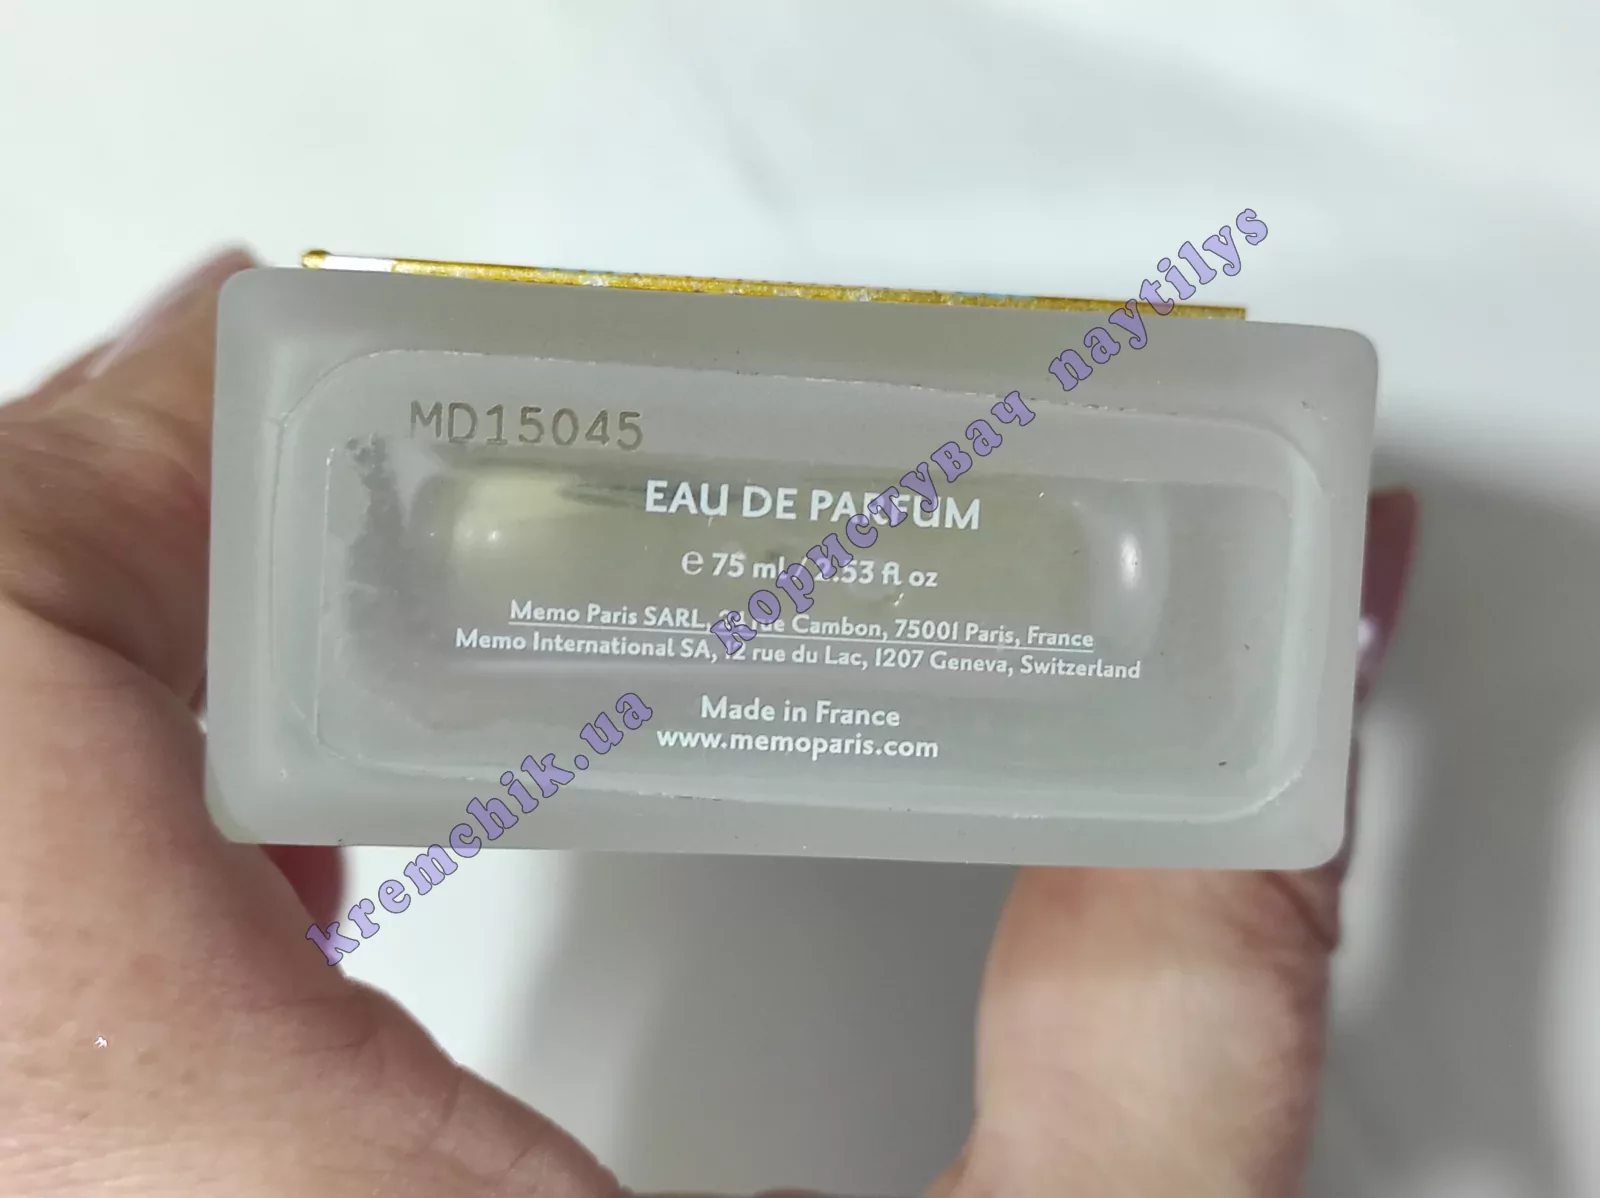 MD15045
EAU DE PARFUM
℮ 75 ml / 2.53 fl oz
Memo Paris SARL, rue Cambon, 75001 Paris, France
Memo International SA, 12 rue du Lac, 1207 Geneva, Switzerland
Made in France
www.memoparis.com
kremchik.ua користувач naytilys